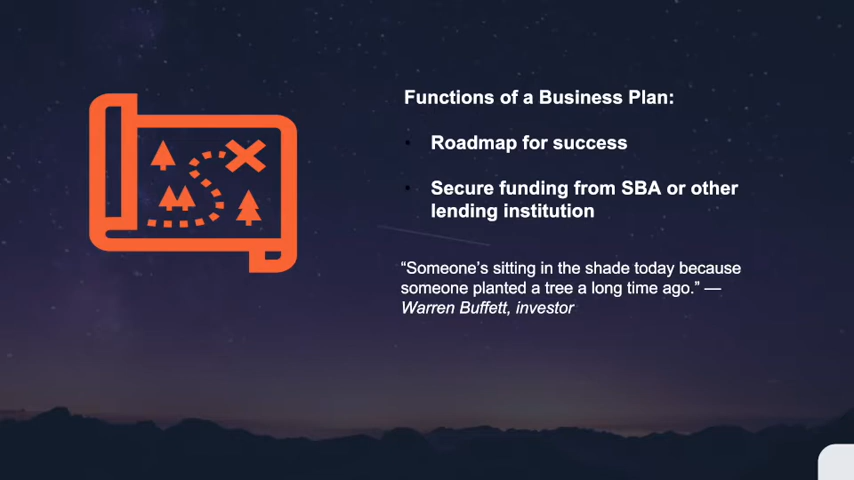 Functions of a Business Plan:
Roadmap for success
Secure funding from SBA or other
lending institution
“Someone’s sitting in the shade today because
someone planted a tree a long time ago.” —
Warren Buffett, investor